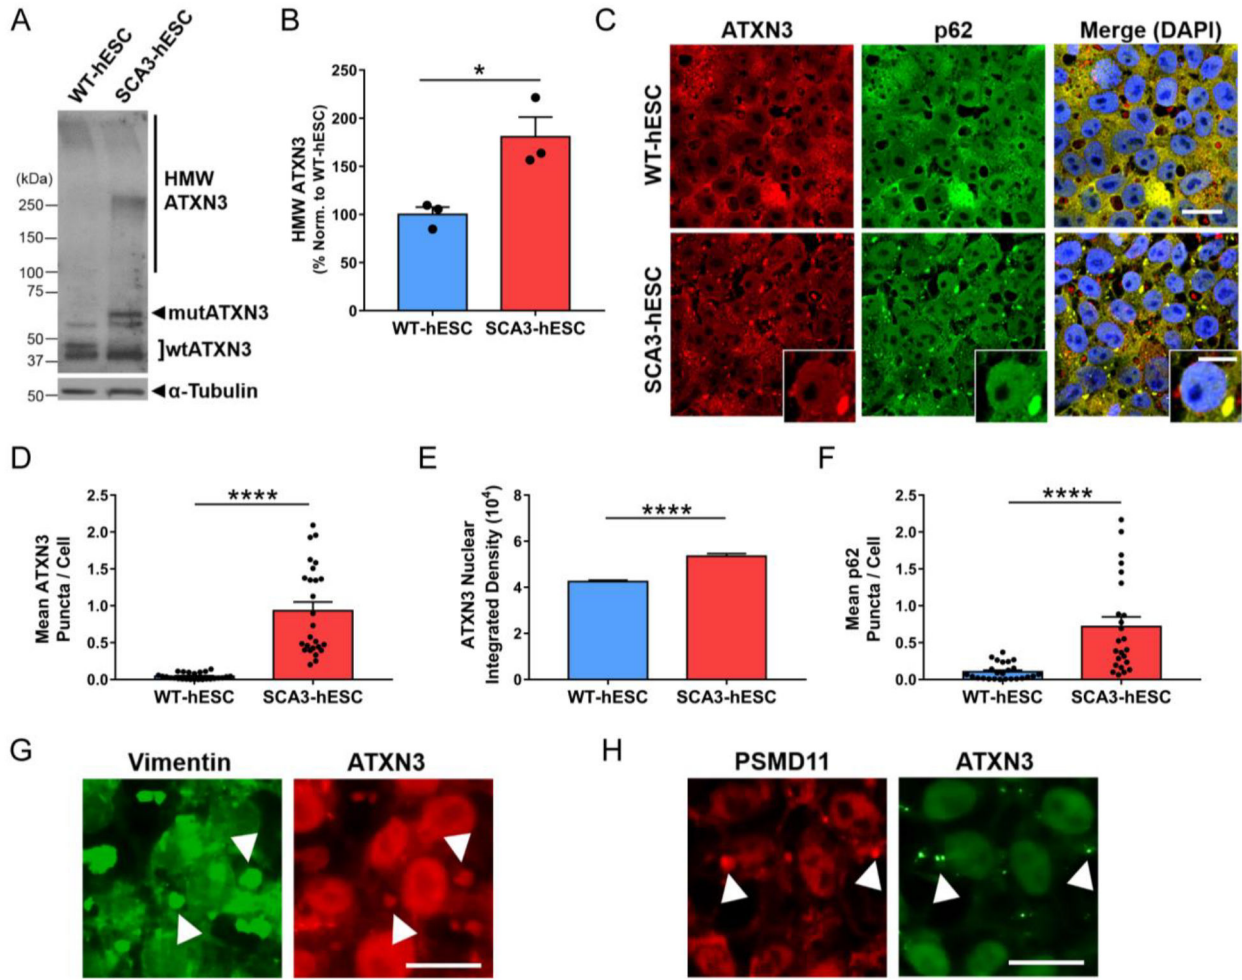 A
WT-hESC
SCA3-hESC
(kDa)
250
150
100
75
50
37
50
HMW
ATXN3
mutATXN3
wtATXN3
α-Tubulin
B
*
HMW ATXN3
(% Norm. to WT-hESC)
250
200
150
100
50
0
WT-hESC
SCA3-hESC
C
ATXN3
p62
Merge (DAPI)
WT-hESC
SCA3-hESC
D
****
Mean ATXN3
Puncta / Cell
2.5
2.0
1.5
1.0
0.5
0.0
WT-hESC
SCA3-hESC
E
****
ATXN3 Nuclear
Integrated Density (10⁴)
8
6
4
2
0
WT-hESC
SCA3-hESC
F
****
Mean p62
Puncta / Cell
2.5
2.0
1.5
1.0
0.5
0.0
WT-hESC
SCA3-hESC
G
Vimentin
ATXN3
H
PSMD11
ATXN3